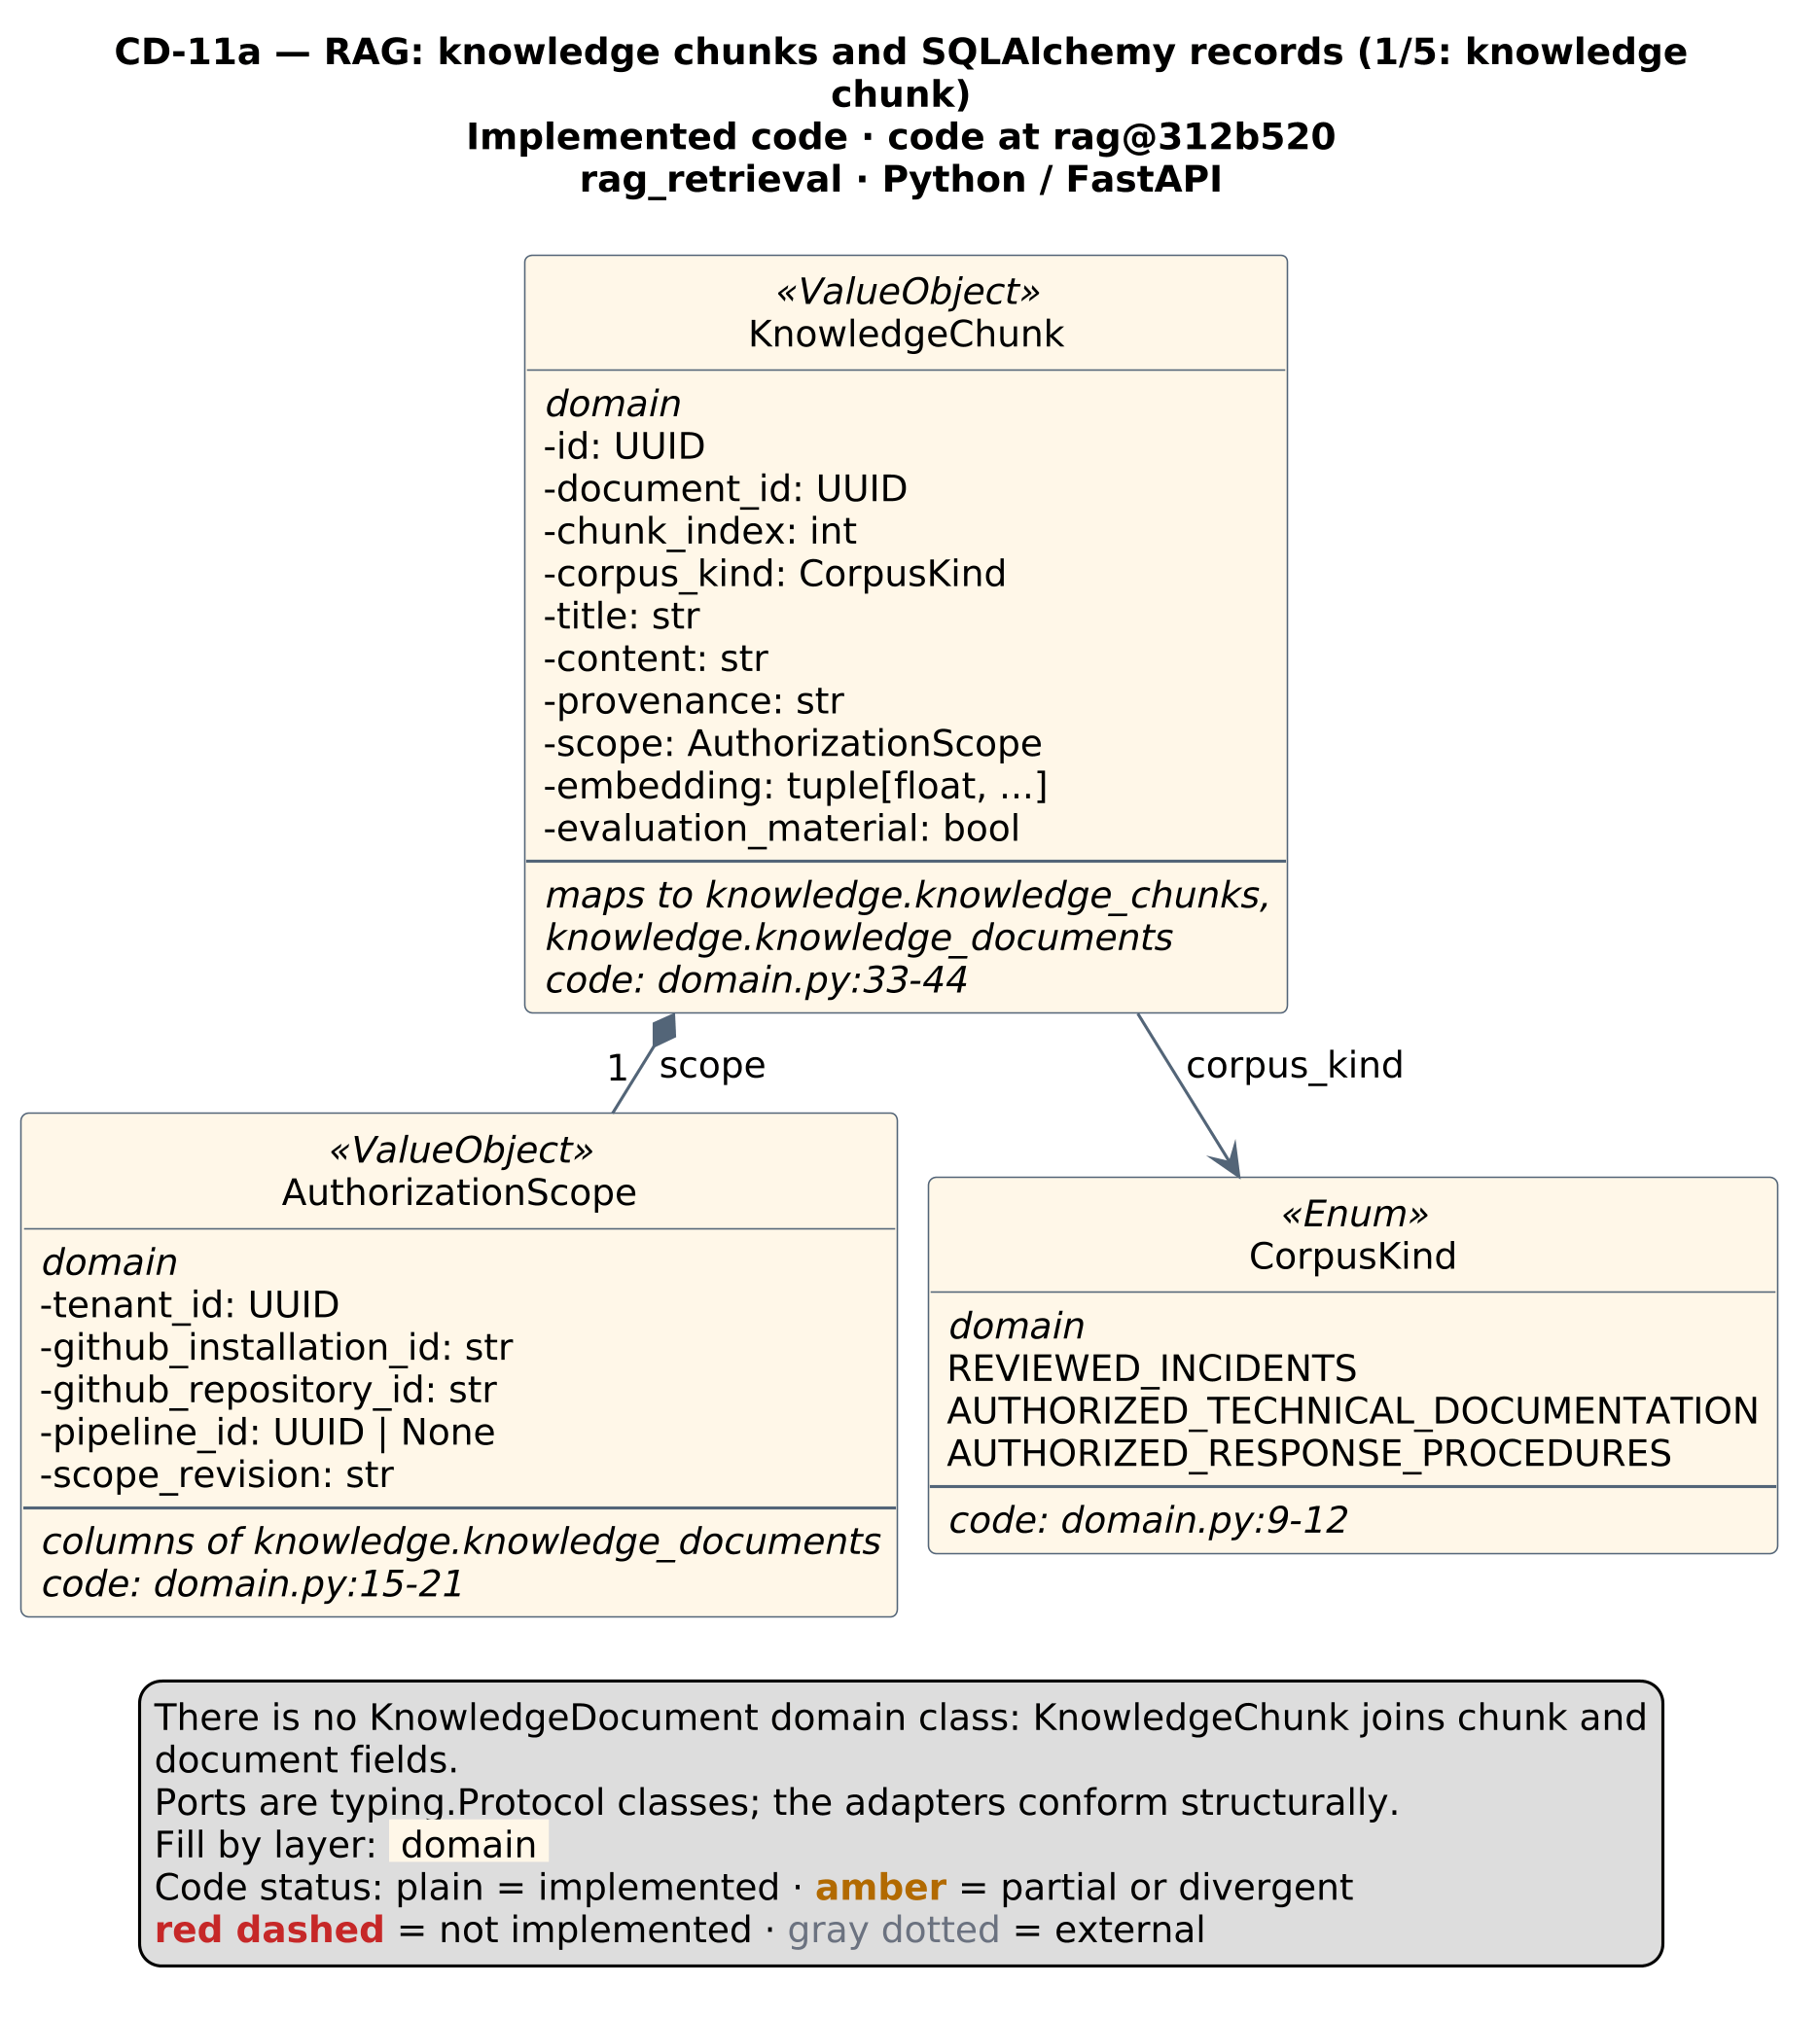 CD-11a — RAG: knowledge chunks and SQLAlchemy records (1/5: knowledge
chunk)
Implemented code · code at rag@312b520
rag_retrieval · Python / FastAPI
«ValueObject»
KnowledgeChunk
domain
-id: UUID
-document_id: UUID
-chunk_index: int
-corpus_kind: CorpusKind
-title: str
-content: str
-provenance: str
-scope: AuthorizationScope
-embedding: tuple[float, ...]
-evaluation_material: bool
maps to knowledge.knowledge_chunks,
knowledge.knowledge_documents
code: domain.py:33-44
1 scope
corpus_kind
«ValueObject»
AuthorizationScope
domain
-tenant_id: UUID
-github_installation_id: str
-github_repository_id: str
-pipeline_id: UUID | None
-scope_revision: str
columns of knowledge.knowledge_documents
code: domain.py:15-21
«Enum»
CorpusKind
domain
REVIEWED_INCIDENTS
AUTHORIZED_TECHNICAL_DOCUMENTATION
AUTHORIZED_RESPONSE_PROCEDURES
code: domain.py:9-12
There is no KnowledgeDocument domain class: KnowledgeChunk joins chunk and
document fields.
Ports are typing.Protocol classes; the adapters conform structurally.
Fill by layer: domain
Code status: plain = implemented · amber = partial or divergent
red dashed = not implemented · gray dotted = external